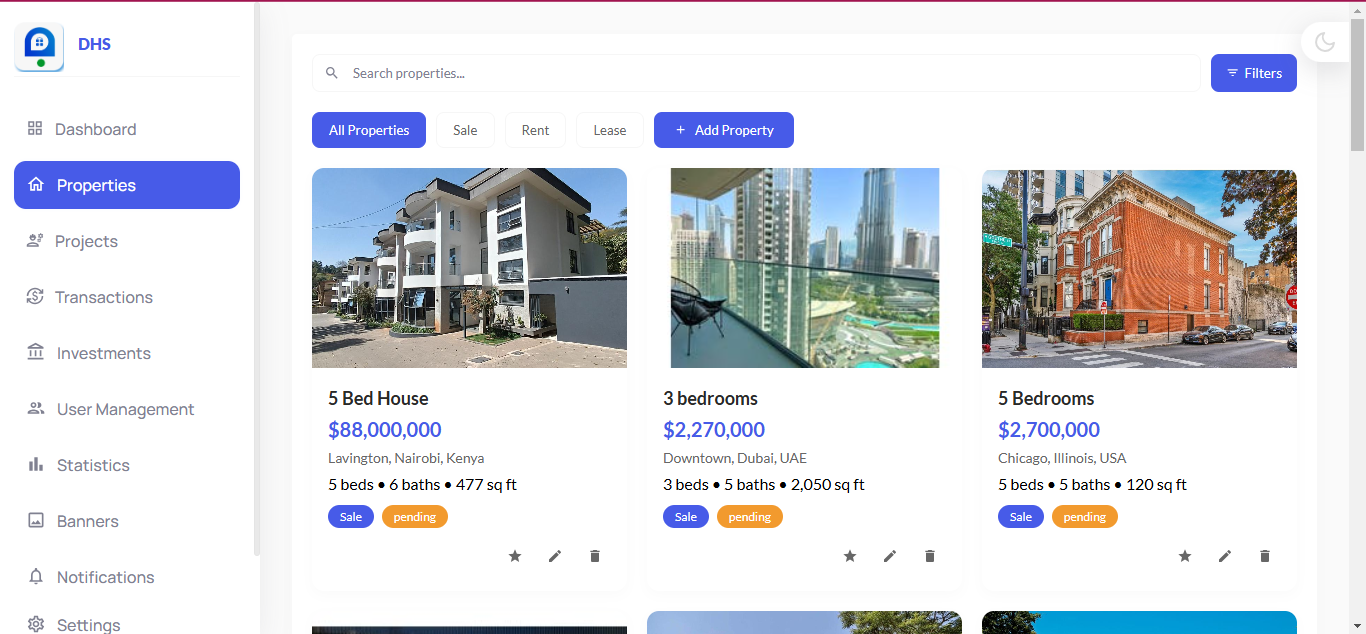 DHS
Dashboard
Properties
Projects
Transactions
Investments
User Management
Statistics
Banners
Notifications
Settings
Search properties...
Filters
All Properties
Sale
Rent
Lease
+ Add Property
5 Bed House
$88,000,000
Lavington, Nairobi, Kenya
5 beds • 6 baths • 477 sq ft
Sale
pending
3 bedrooms
$2,270,000
Downtown, Dubai, UAE
3 beds • 5 baths • 2,050 sq ft
Sale
pending
5 Bedrooms
$2,700,000
Chicago, Illinois, USA
5 beds • 5 baths • 120 sq ft
Sale
pending